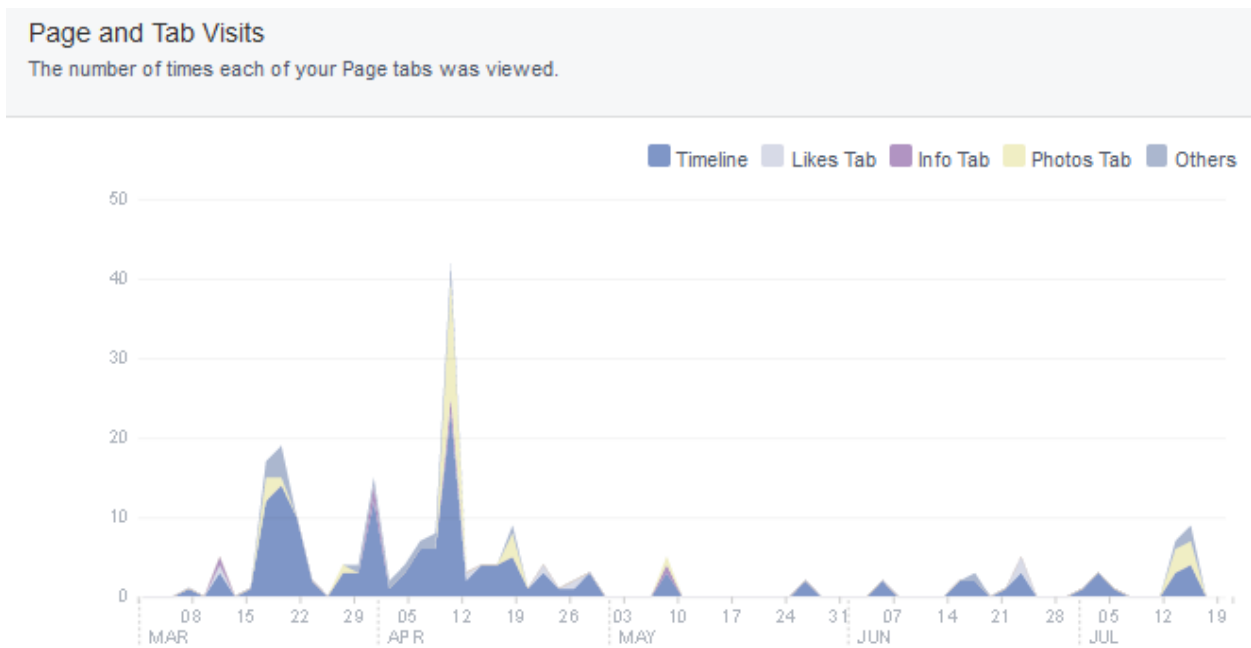 Page and Tab Visits
The number of times each of your Page tabs was viewed.
Timeline Likes Tab Info Tab Photos Tab Others
50
40
30
20
10
0
08 15 22 29 05 12 19 26 03 10 17 24 31 07 14 21 28 05 12 19
MAR APR MAY JUN JUL